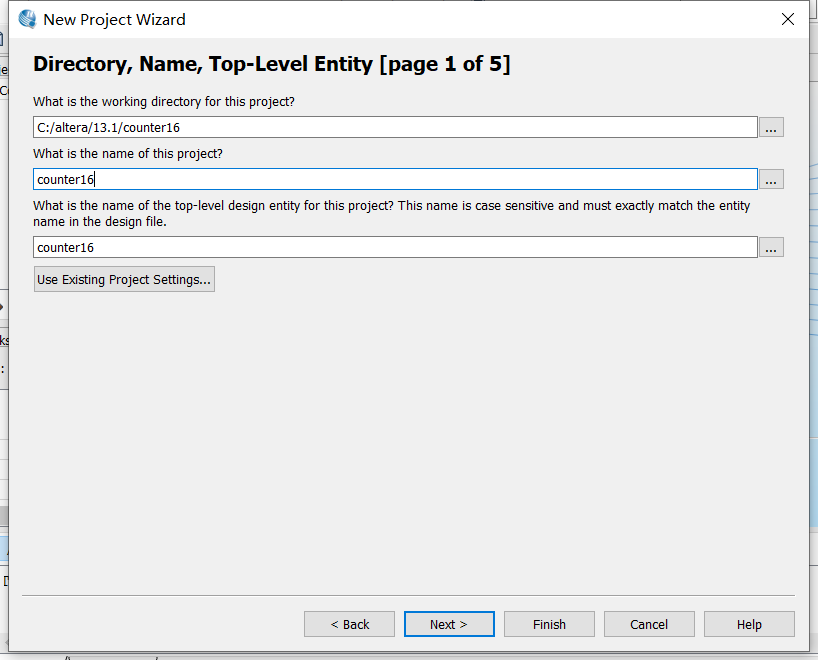 New Project Wizard
Directory, Name, Top-Level Entity [page 1 of 5]
What is the working directory for this project?
C:/altera/13.1/counter16
...
What is the name of this project?
counter16
...
What is the name of the top-level design entity for this project? This name is case sensitive and must exactly match the entity
name in the design file.
counter16
...
Use Existing Project Settings...
< Back
Next >
Finish
Cancel
Help